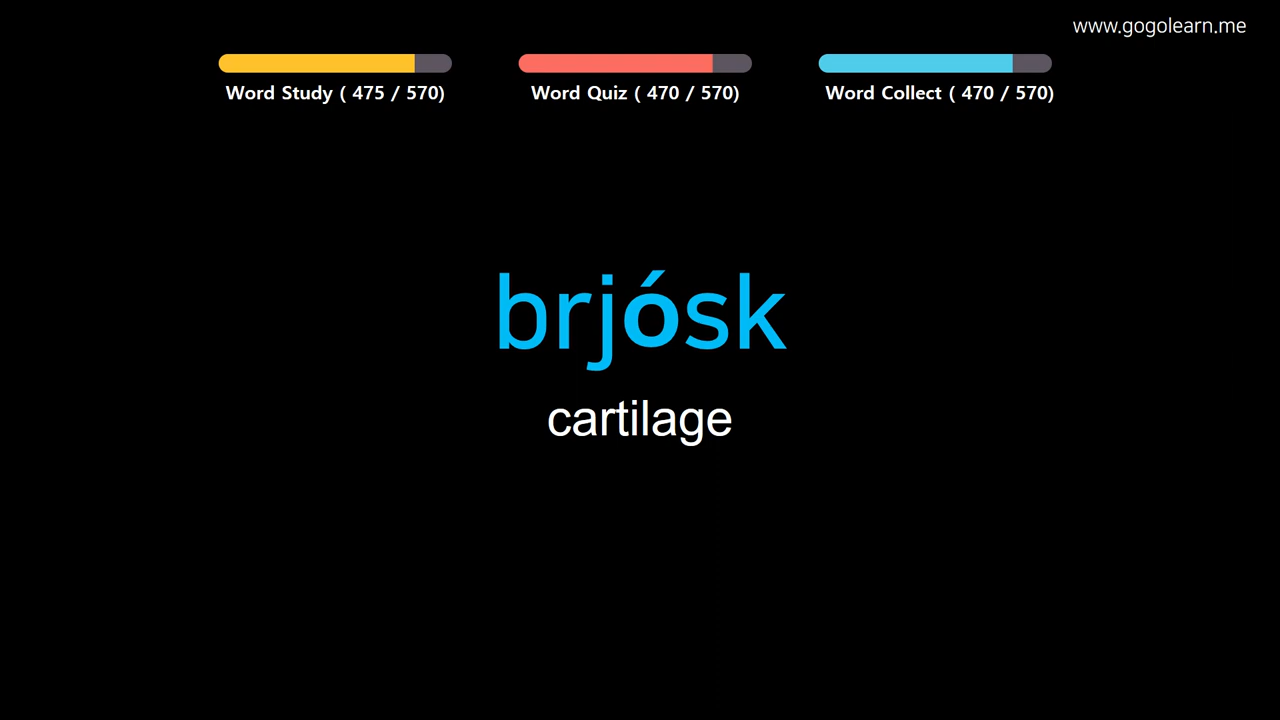 www.gogolearn.me
Word Study ( 475 / 570)
Word Quiz ( 470 / 570)
Word Collect ( 470 / 570)
brjósk
cartilage